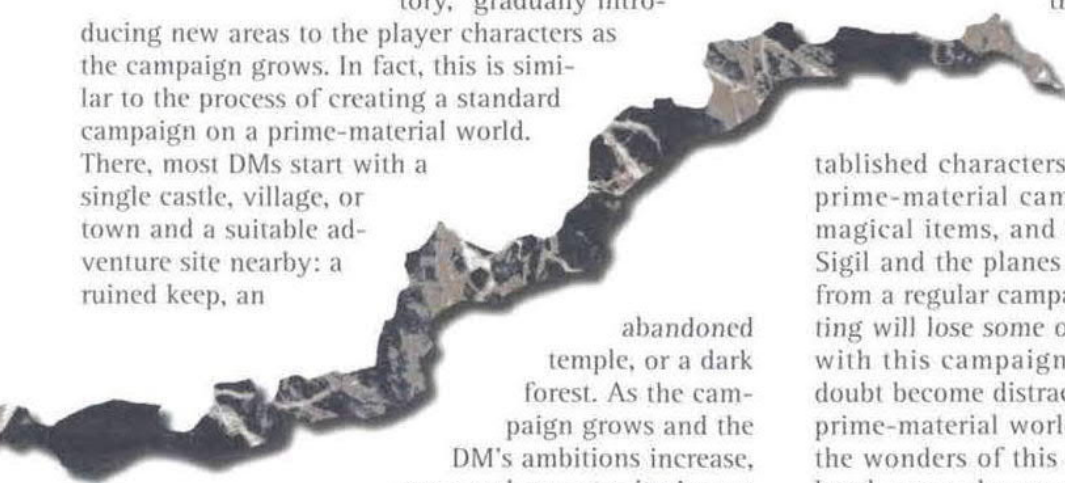 tory, gradually intro-
ducing new areas to the player characters as
the campaign grows. In fact, this is simi-
lar to the process of creating a standard
campaign on a prime-material world.
There, most DMs start with a
single castle, village, or
town and a suitable ad-
venture site nearby: a
ruined keep, an
abandoned
temple, or a dark
forest. As the cam-
paign grows and the
DM's ambitions increase,
tablished characters
prime-material cam
magical items, and
Sigil and the planes
from a regular campa
ting will lose some o
with this campaign
doubt become distrac
prime-material worl
the wonders of this